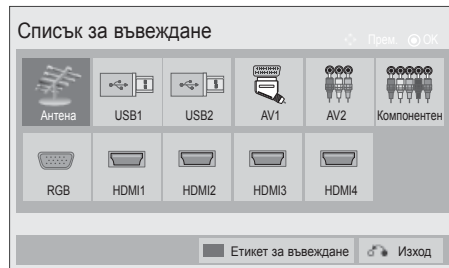 Списък за въвеждане
Прем. OK
Антена USB1 USB2 AV1 AV2 Компонентен
RGB HDMI1 HDMI2 HDMI3 HDMI4
Етикет за въвеждане Изход